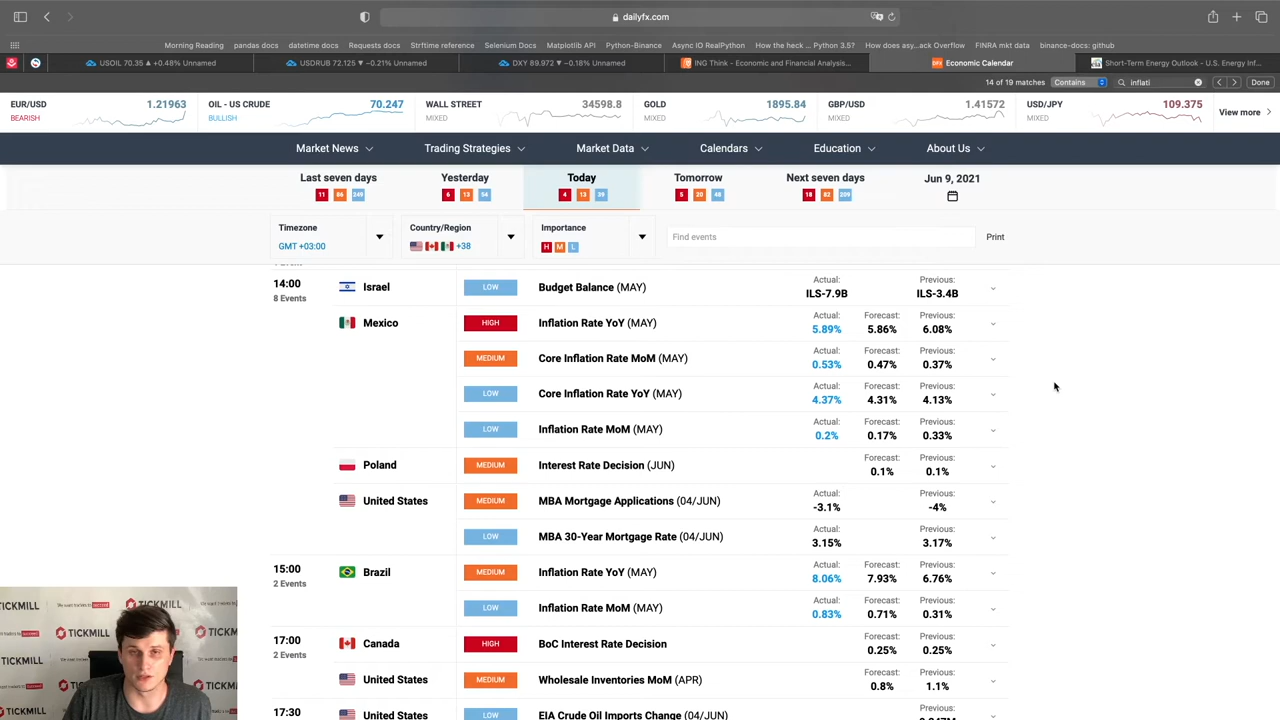 dailyfx.com
Morning Reading pandas docs datetime docs Requests docs Strftime reference Selenium Docs Matplotlib API Python-Binance Async IO RealPython How the heck ... Python 3.5? How does asy...ack Overflow FINRA mkt data binance-docs: github
USOIL 70.35 ▲ +0.48% Unnamed USDRUB 72.125 ▼ −0.21% Unnamed DXY 89.972 ▼ −0.18% Unnamed ING Think - Economic and Financial Analysis... Economic Calendar Short-Term Energy Outlook - U.S. Energy Inf...
14 of 19 matches Contains inflati Done
EUR/USD 1.21963 OIL - US CRUDE 70.247 WALL STREET 34598.8 GOLD 1895.84 GBP/USD 1.41572 USD/JPY 109.375
BEARISH BULLISH MIXED MIXED MIXED MIXED View more
Market News Trading Strategies Market Data Calendars Education About Us
Last seven days Yesterday Today Tomorrow Next seven days Jun 9, 2021
11 86 249 6 13 54 4 13 39 5 20 48 18 82 209
Timezone Country/Region Importance
GMT +03:00 +38 H M L Find events Print
14:00 Israel LOW Budget Balance (MAY) Actual: ILS-7.9B Previous: ILS-3.4B
8 Events
Mexico HIGH Inflation Rate YoY (MAY) Actual: 5.89% Forecast: 5.86% Previous: 6.08%
MEDIUM Core Inflation Rate MoM (MAY) Actual: 0.53% Forecast: 0.47% Previous: 0.37%
LOW Core Inflation Rate YoY (MAY) Actual: 4.37% Forecast: 4.31% Previous: 4.13%
LOW Inflation Rate MoM (MAY) Actual: 0.2% Forecast: 0.17% Previous: 0.33%
Poland MEDIUM Interest Rate Decision (JUN) Forecast: 0.1% Previous: 0.1%
United States MEDIUM MBA Mortgage Applications (04/JUN) Actual: -3.1% Previous: -4%
LOW MBA 30-Year Mortgage Rate (04/JUN) Actual: 3.15% Previous: 3.17%
15:00 Brazil MEDIUM Inflation Rate YoY (MAY) Actual: 8.06% Forecast: 7.93% Previous: 6.76%
2 Events
LOW Inflation Rate MoM (MAY) Actual: 0.83% Forecast: 0.71% Previous: 0.31%
17:00 Canada HIGH BoC Interest Rate Decision Forecast: 0.25% Previous: 0.25%
2 Events
United States MEDIUM Wholesale Inventories MoM (APR) Forecast: 0.8% Previous: 1.1%
17:30 United States LOW EIA Crude Oil Imports Change (04/JUN) Previous:
TICKMILL TICKMILL
TICKMILL TICKMILL
TICKMILL TICKMILL
TICKMILL TICKMILL